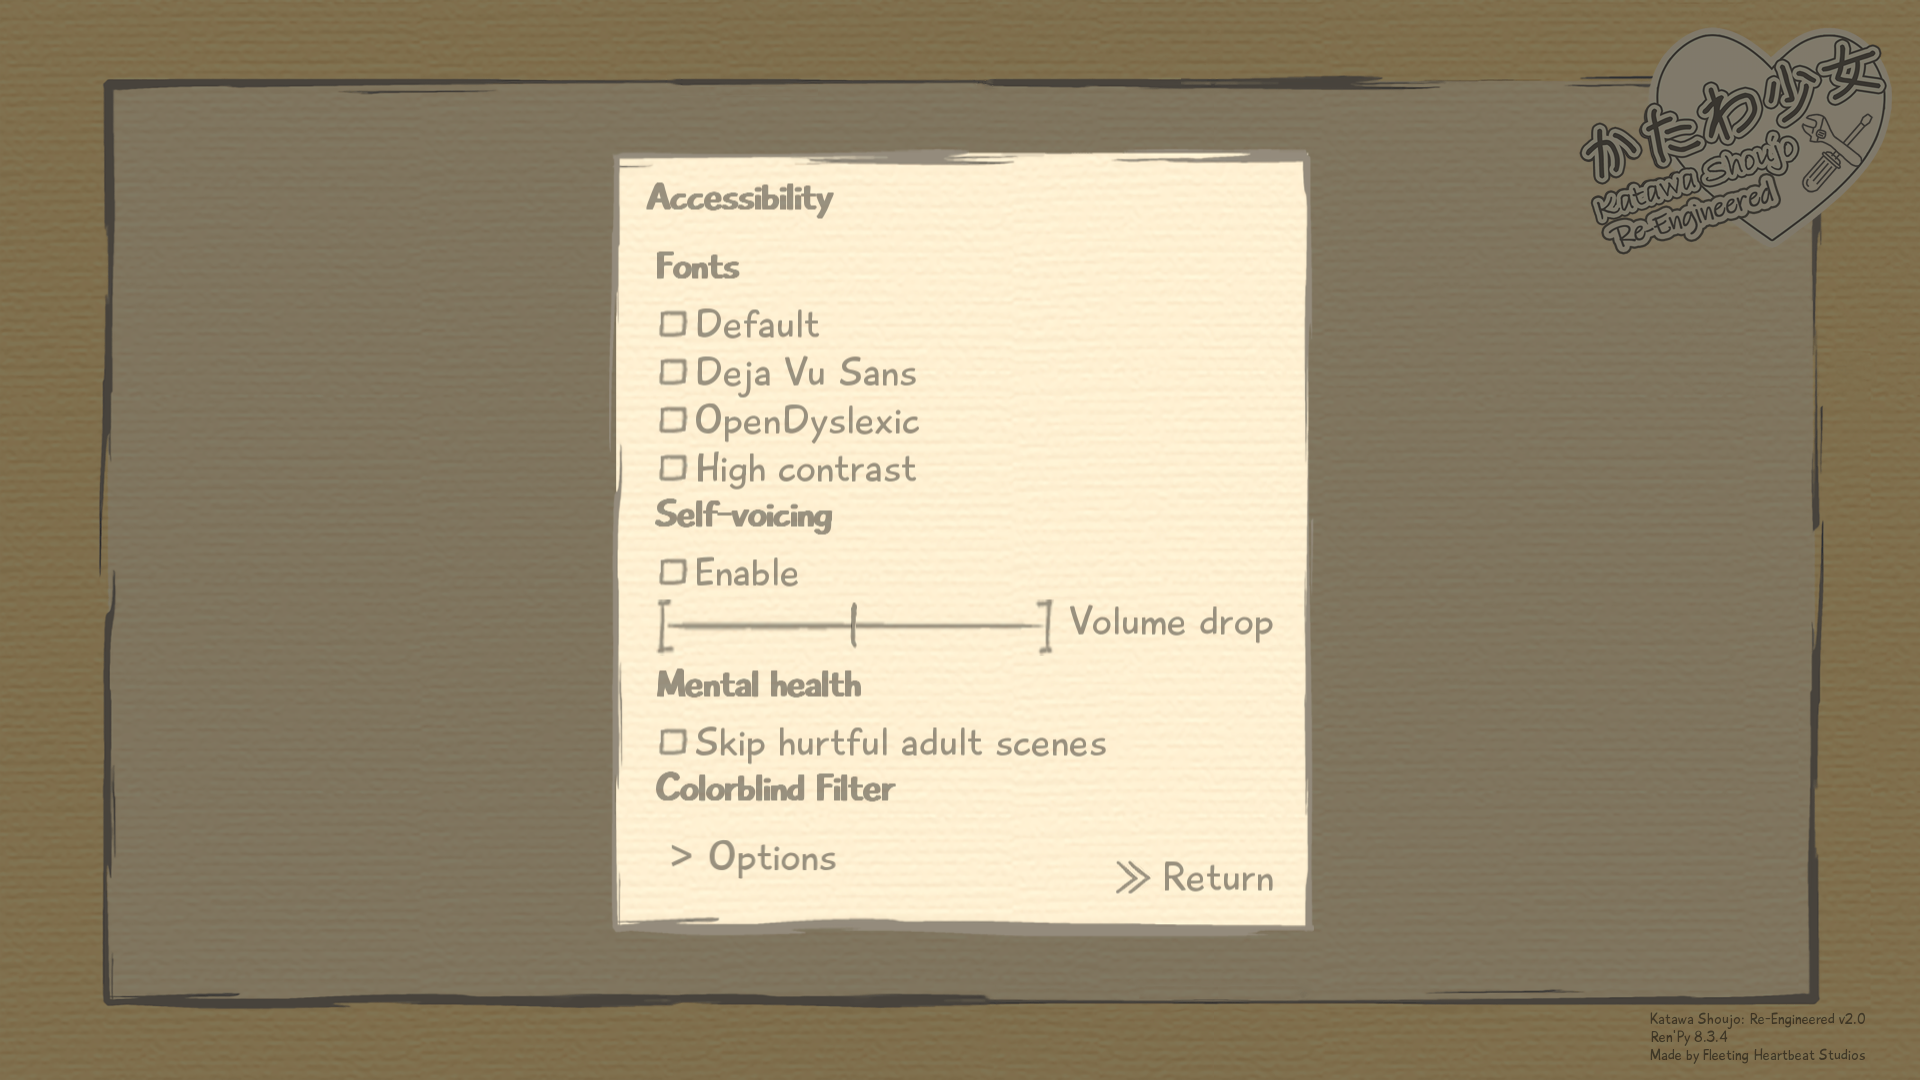 かたわ少女
Katawa Shoujo
Re-Engineered
Accessibility
Fonts
Default
Deja Vu Sans
OpenDyslexic
High contrast
Self-voicing
Enable
Volume drop
Mental health
Skip hurtful adult scenes
Colorblind Filter
> Options
Return
Katawa Shoujo: Re-Engineered v2.0
Ren'Py 8.3.4
Made by Fleeting Heartbeat Studios